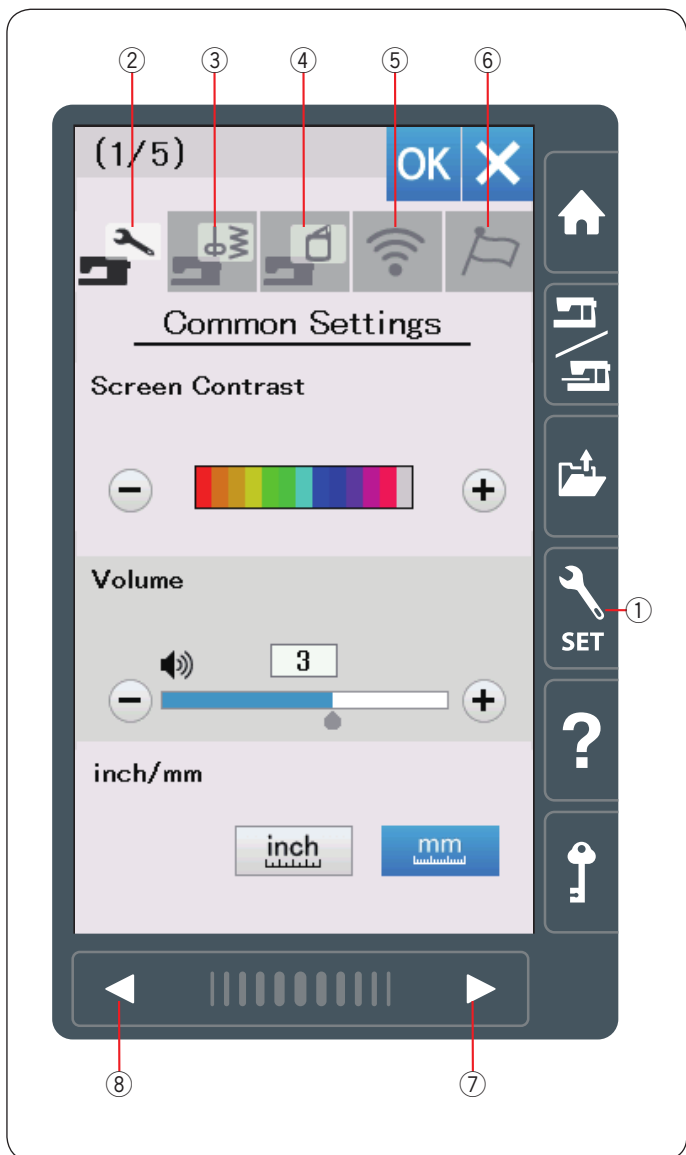 ② ③ ④ ⑤ ⑥
(1/5) OK
Common Settings
Screen Contrast
Volume
①
SET
3
?
inch/mm
inch mm
⑧ ⑦